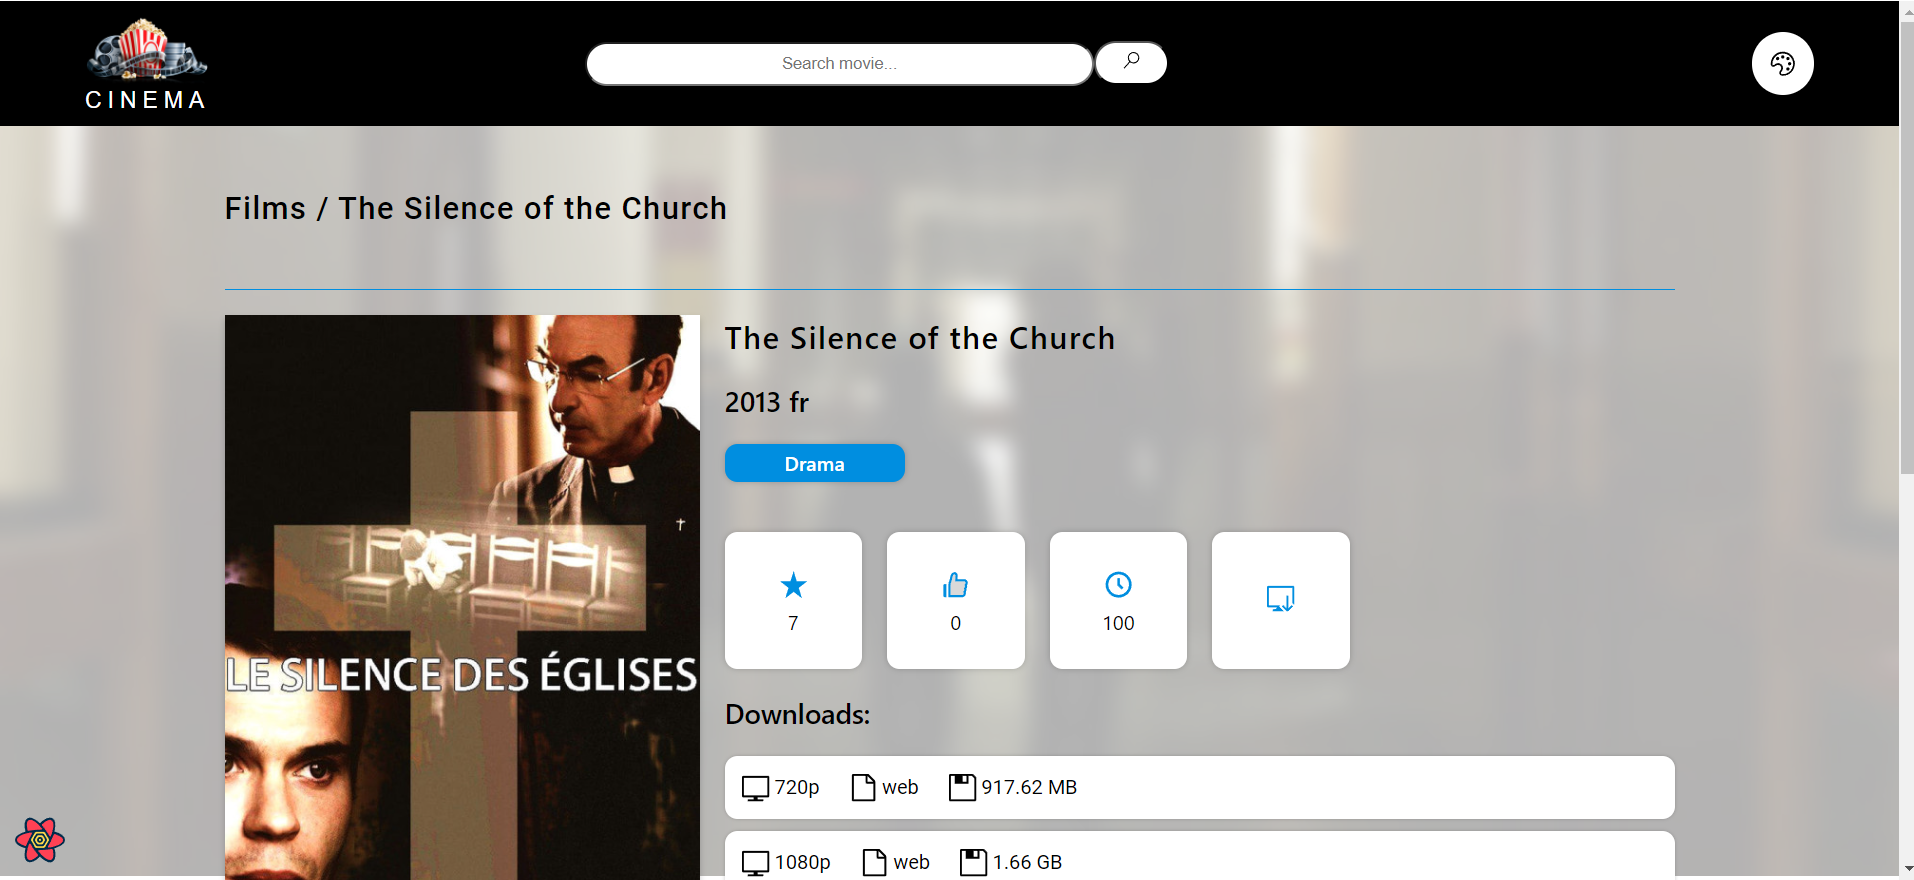 CINEMA
Search movie...
Films / The Silence of the Church
The Silence of the Church
2013 fr
Drama
7
0
100
LE SILENCE DES ÉGLISES
Downloads:
720p web 917.62 MB
1080p web 1.66 GB